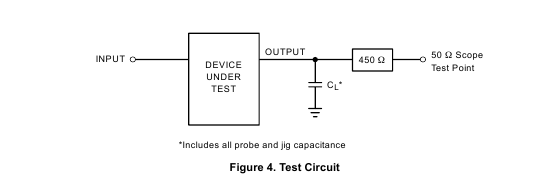 INPUT
DEVICE
UNDER
TEST
OUTPUT
C_L*
450 Ω
50 Ω Scope
Test Point
*Includes all probe and jig capacitance
Figure 4. Test Circuit